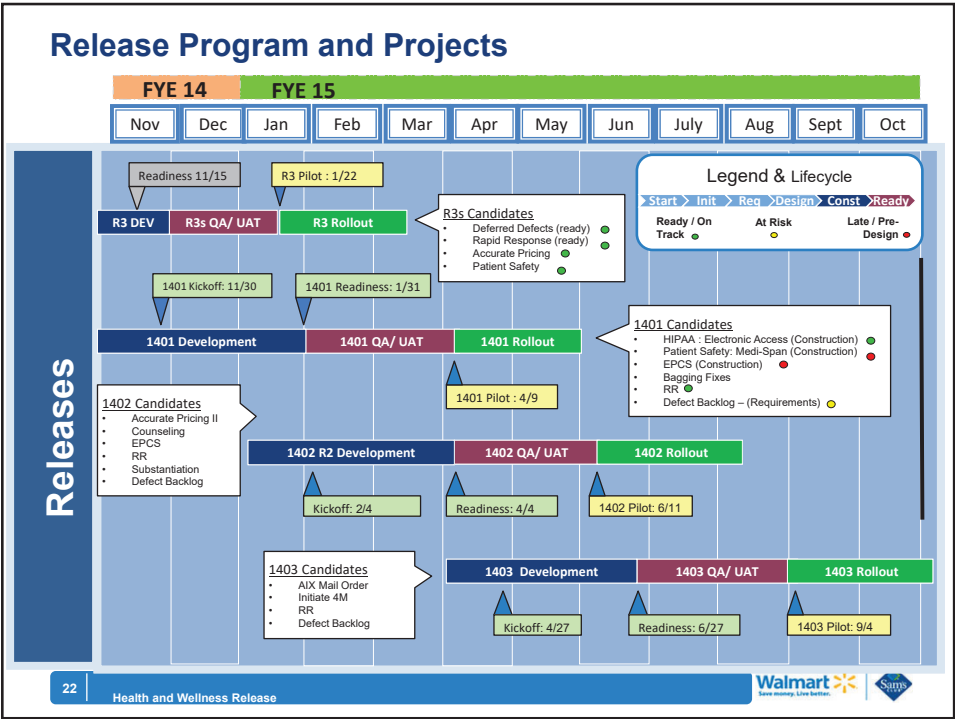 Release Program and Projects
FYE 14
FYE 15
Nov
Dec
Jan
Feb
Mar
Apr
May
Jun
July
Aug
Sept
Oct
Releases
Readiness 11/15
R3 Pilot : 1/22
R3 DEV
R3s QA/ UAT
R3 Rollout
R3s Candidates
• Deferred Defects (ready)
• Rapid Response (ready)
• Accurate Pricing
• Patient Safety
Legend & Lifecycle
Start
Init
Req
Design
Const
Ready
Ready / On
Track
At Risk
Late / Pre-
Design
1401 Kickoff: 11/30
1401 Readiness: 1/31
1401 Development
1401 QA/ UAT
1401 Rollout
1401 Pilot : 4/9
1401 Candidates
• HIPAA : Electronic Access (Construction)
• Patient Safety: Medi-Span (Construction)
• EPCS (Construction)
• Bagging Fixes
• RR
• Defect Backlog – (Requirements)
1402 Candidates
• Accurate Pricing II
• Counseling
• EPCS
• RR
• Substantiation
• Defect Backlog
1402 R2 Development
1402 QA/ UAT
1402 Rollout
Kickoff: 2/4
Readiness: 4/4
1402 Pilot: 6/11
1403 Candidates
• AIX Mail Order
• Initiate 4M
• RR
• Defect Backlog
1403 Development
1403 QA/ UAT
1403 Rollout
Kickoff: 4/27
Readiness: 6/27
1403 Pilot: 9/4
22
Health and Wellness Release
Walmart
Save money. Live better.
Sam's
CLUB